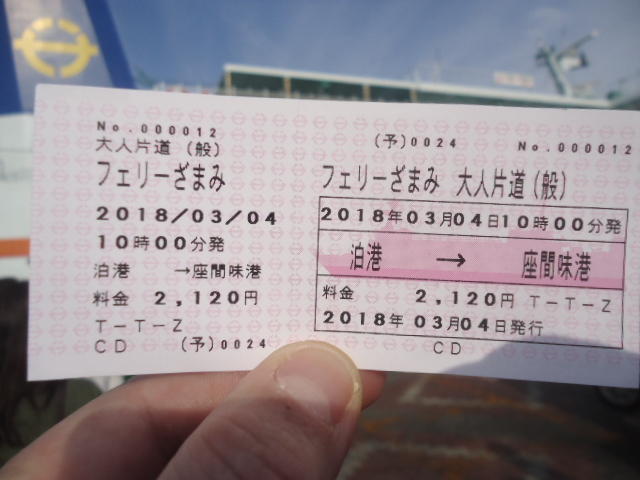 No.000012
大人片道 (般)
フェリーざまみ
2018/03/04
10時00分発
泊港 →座間味港
料金 2,120円
T-T-Z
CD (予)0024
(予)0024 No.000012
フェリーざまみ 大人片道(般)
2018年03月04日10時00分発
泊港 → 座間味港
料金 2,120円 T-T-Z
2018年 03月04日発行
CD